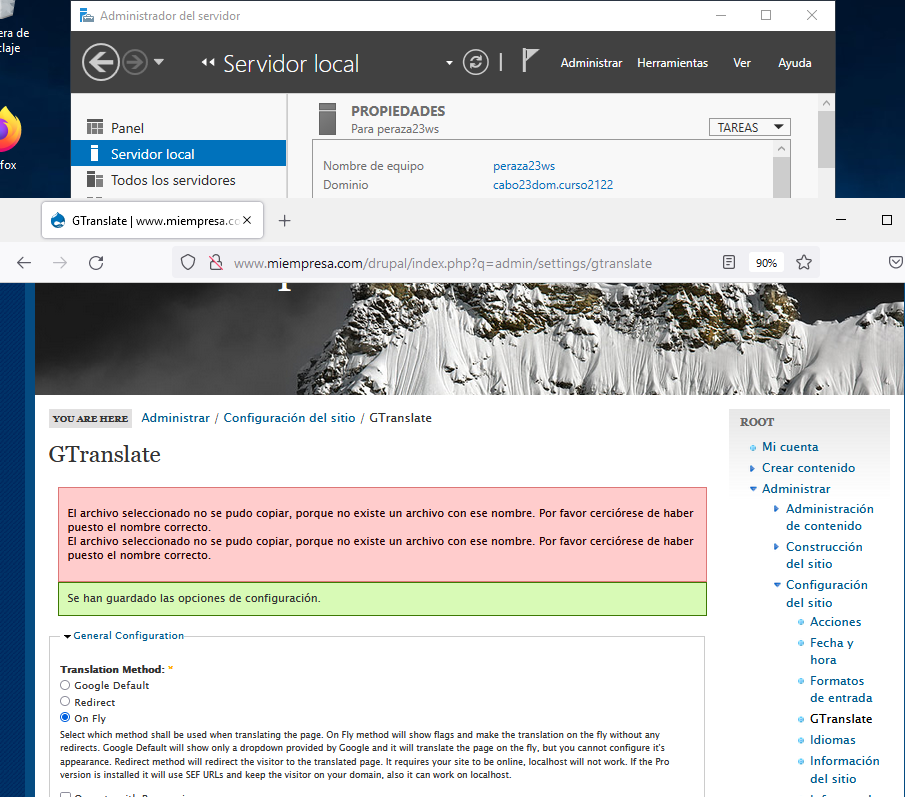 era de
claje
fox
Administrador del servidor
Servidor local
Administrar Herramientas Ver Ayuda
Panel
Servidor local
Todos los servidores
PROPIEDADES
Para peraza23ws
TAREAS
Nombre de equipo peraza23ws
Dominio cabo23dom.curso2122
GTranslate | www.miempresa.co
www.miempresa.com/drupal/index.php?q=admin/settings/gtranslate 90%
YOU ARE HERE Administrar / Configuración del sitio / GTranslate
GTranslate
El archivo seleccionado no se pudo copiar, porque no existe un archivo con ese nombre. Por favor cerciórese de haber
puesto el nombre correcto.
El archivo seleccionado no se pudo copiar, porque no existe un archivo con ese nombre. Por favor cerciórese de haber
puesto el nombre correcto.
Se han guardado las opciones de configuración.
General Configuration
Translation Method: *
Google Default
Redirect
On Fly
Select which method shall be used when translating the page. On Fly method will show flags and make the translation on the fly without any
redirects. Google Default will show only a dropdown provided by Google and it will translate the page on the fly, but you cannot configure it's
appearance. Redirect method will redirect the visitor to the translated page. It requires your site to be online, localhost will not work. If the Pro
version is installed it will use SEF URLs and keep the visitor on your domain, also it can work on localhost.
ROOT
Mi cuenta
Crear contenido
Administrar
Administración
de contenido
Construcción
del sitio
Configuración
del sitio
Acciones
Fecha y
hora
Formatos
de entrada
GTranslate
Idiomas
Información
del sitio